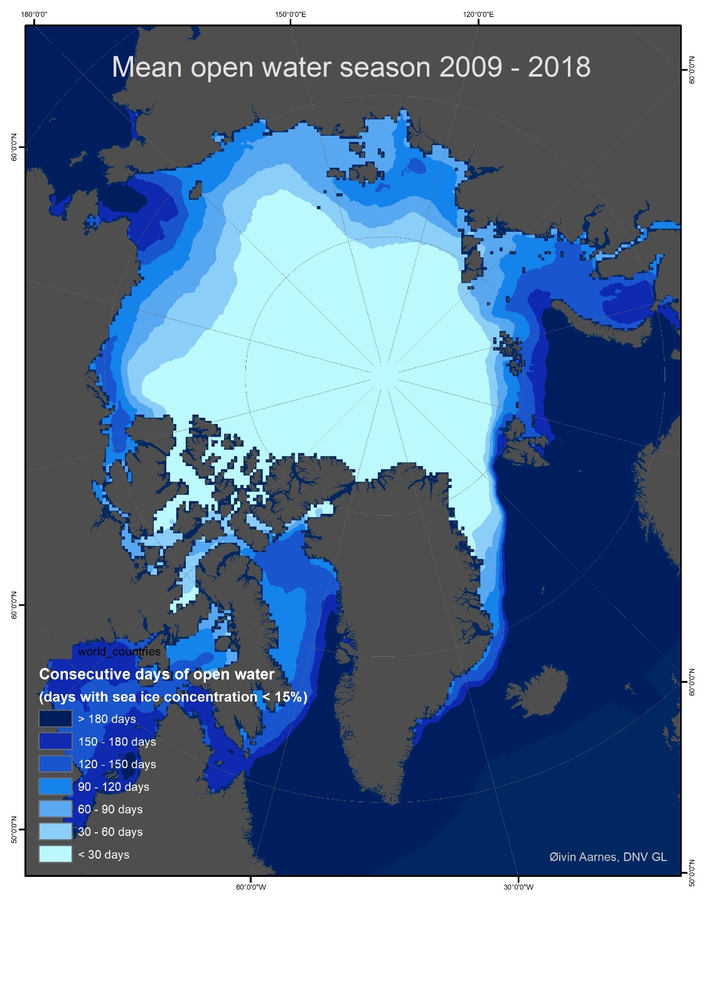 180°0'0"
150°0'0"E
120°0'0"E
60°0'0"N
60°0'0"N
Mean open water season 2009 - 2018
60°0'0"N
60°0'0"N
world_countries
Consecutive days of open water
(days with sea ice concentration < 15%)
> 180 days
150 - 180 days
120 - 150 days
90 - 120 days
60 - 90 days
30 - 60 days
< 30 days
50°0'0"N
50°0'0"N
Øivin Aarnes, DNV GL
60°0'0"W
30°0'0"W